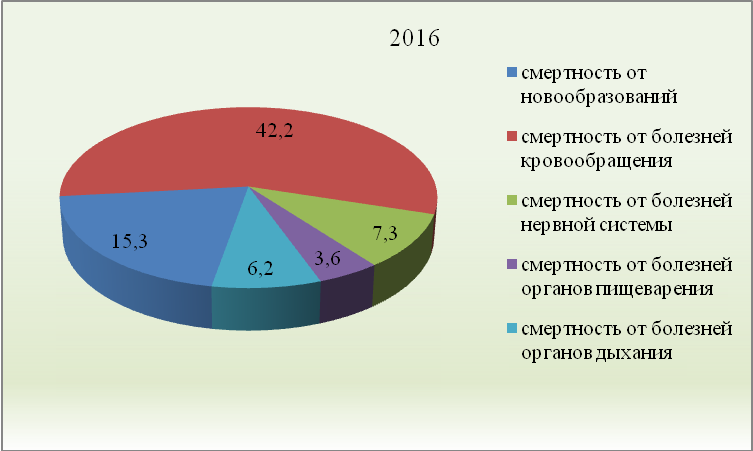 2016
42,2
15,3
6,2
3,6
7,3
смертность от
новообразований
смертность от болезней
кровообращения
смертность от болезней
нервной системы
смертность от болезней
органов пищеварения
смертность от болезней
органов дыхания